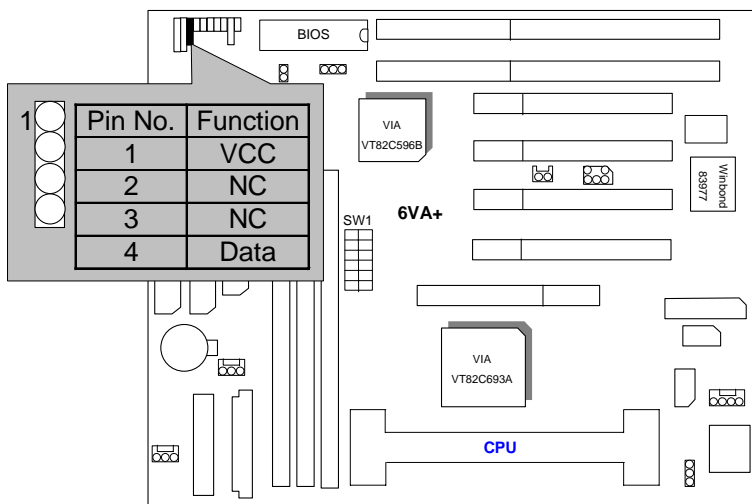 BIOS
1
Pin No. Function
1 VCC
2 NC
3 NC
4 Data
VIA
VT82C596B
Winbond
83977
SW1
6VA+
VIA
VT82C693A
CPU